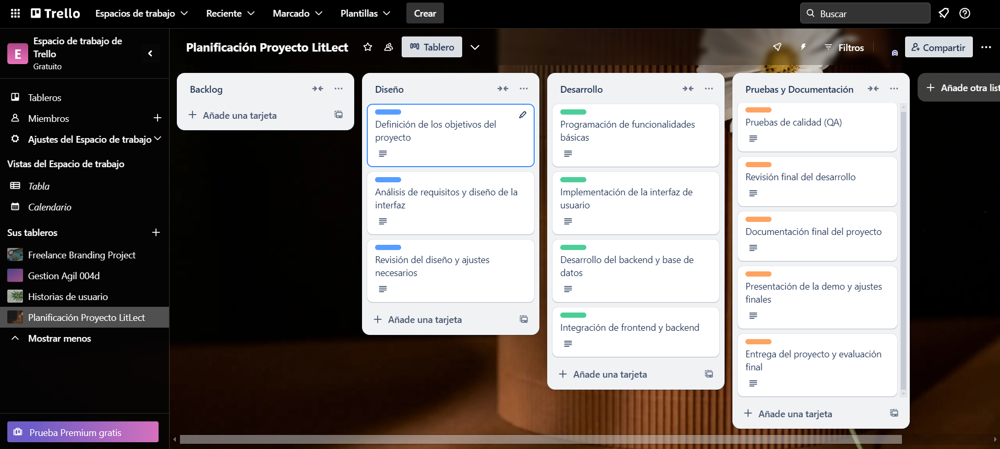 Trello
Espacios de trabajo
Reciente
Marcado
Plantillas
Crear
Buscar
E
Espacio de trabajo de
Trello
Gratuito
Planificación Proyecto LitLect
Tablero
Filtros
Compartir
Tableros
Miembros
Ajustes del Espacio de trabajo
Vistas del Espacio de trabajo
Tabla
Calendario
Sus tableros
Freelance Branding Project
Gestion Agil 004d
Historias de usuario
Planificación Proyecto LitLect
Mostrar menos
Prueba Premium gratis
Backlog
Añade una tarjeta
Diseño
Definición de los objetivos del
proyecto
Análisis de requisitos y diseño de la
interfaz
Revisión del diseño y ajustes
necesarios
Añade una tarjeta
Desarrollo
Programación de funcionalidades
básicas
Implementación de la interfaz de
usuario
Desarrollo del backend y base de
datos
Integración de frontend y backend
Añade una tarjeta
Pruebas y Documentación
Pruebas de calidad (QA)
Revisión final del desarrollo
Documentación final del proyecto
Presentación de la demo y ajustes
finales
Entrega del proyecto y evaluación
final
Añade una tarjeta
Añade otra list